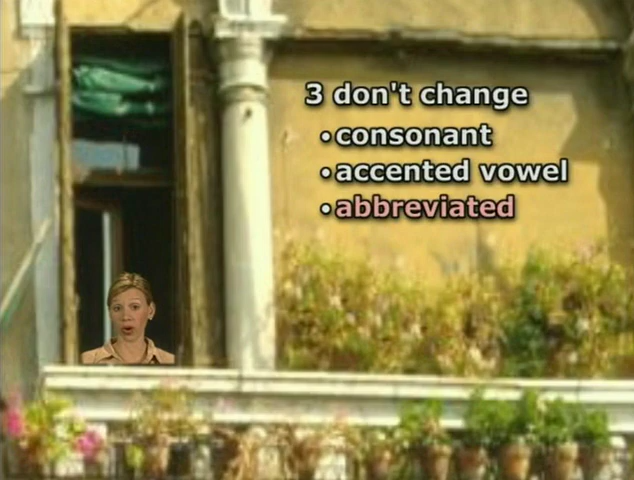 3 don't change
• consonant
• accented vowel
• abbreviated